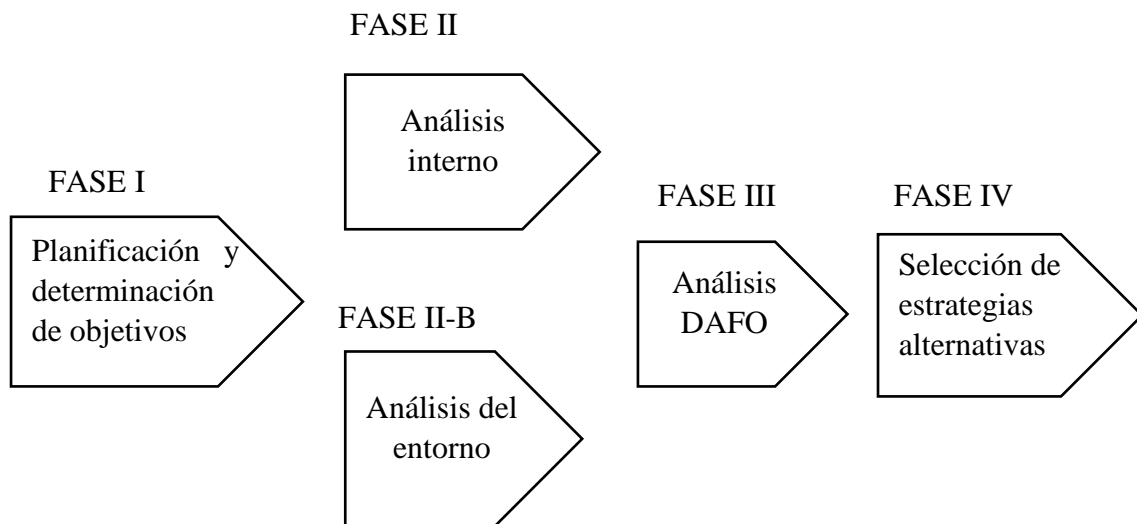 FASE I
Planificación y
determinación
de objetivos
FASE II
Análisis
interno
FASE II-B
Análisis del
entorno
FASE III
Análisis
DAFO
FASE IV
Selección de
estrategias
alternativas